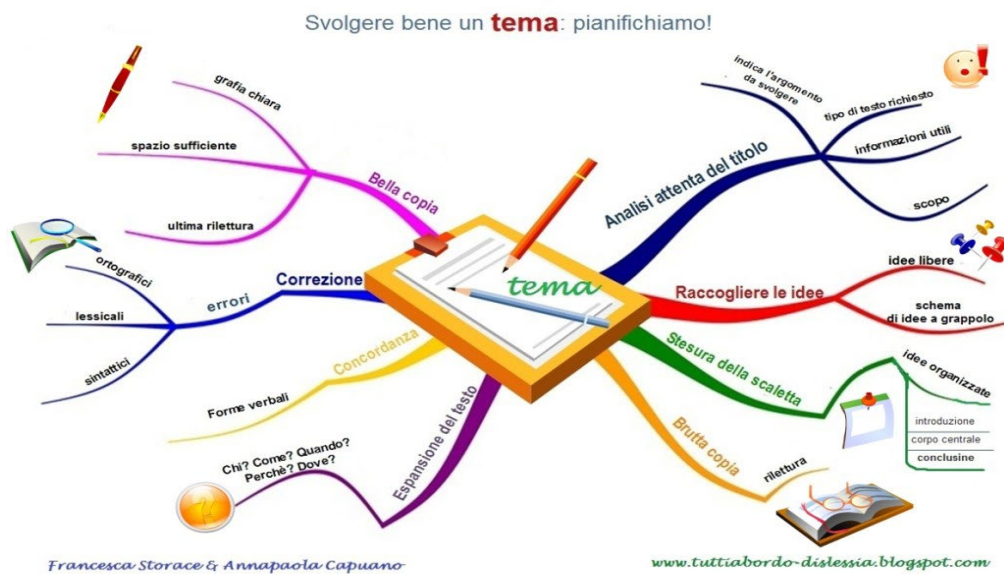 Svolgere bene un tema: pianifichiamo!
indica l'argomento
da svolgere
tipo di testo richiesto
informazioni utili
scopo
Analisi attenta del titolo
idee libere
Raccogliere le idee
schema
di idee a grappolo
Stesura della scaletta
idee organizzate
introduzione
corpo centrale
conclusine
Brutta copia
rilettura
Espansione del testo
Chi? Come? Quando?
Perchè? Dove?
Concordanza
Forme verbali
Correzione
errori
ortografici
lessicali
sintattici
Bella copia
grafia chiara
spazio sufficiente
ultima rilettura
tema
Francesca Storace & Annapaola Capuano
www.tuttiabordo-dislessia.blogspot.com